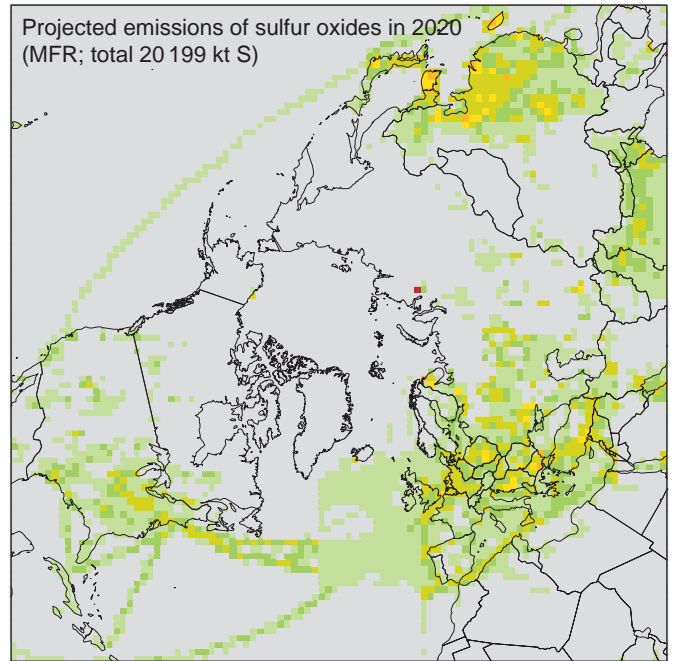 Projected emissions of sulfur oxides in 2020
(MFR; total 20 199 kt S)